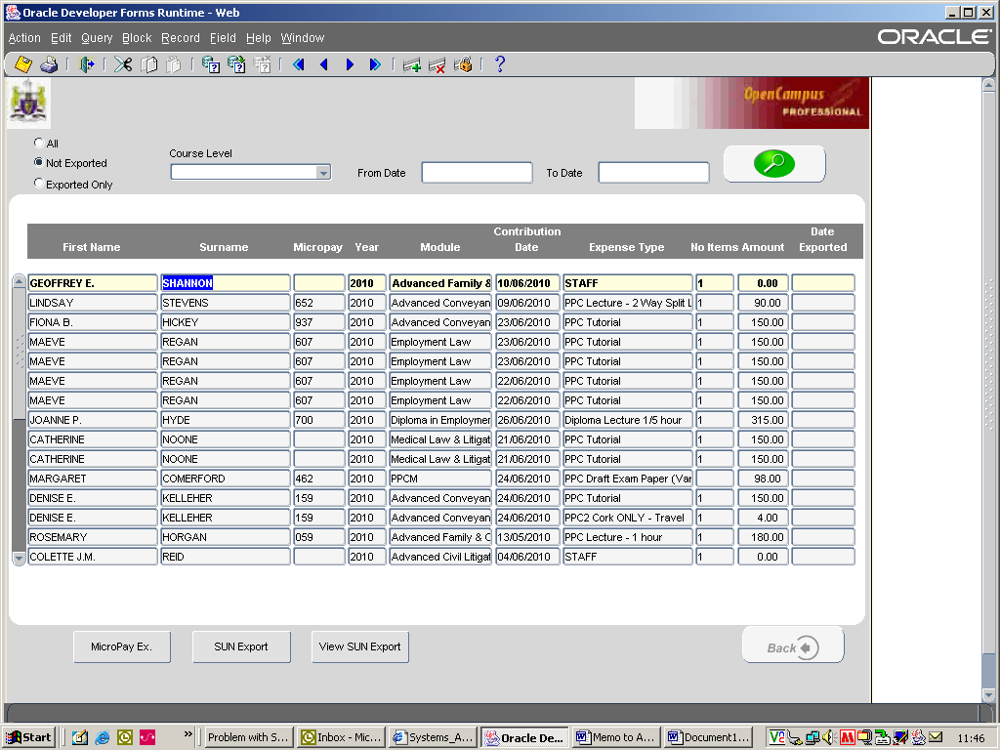 Oracle Developer Forms Runtime - Web
Action Edit Query Block Record Field Help Window
ORACLE
OpenCampus
PROFESSIONAL
All
Not Exported
Exported Only
Course Level
From Date
To Date
First Name Surname Micropay Year Module Contribution Date Expense Type No Items Amount Date Exported
GEOFFREY E. SHANNON 2010 Advanced Family & 10/06/2010 STAFF 1 0.00
LINDSAY STEVENS 652 2010 Advanced Conveyan 09/06/2010 PPC Lecture - 2 Way Split L 1 90.00
FIONA B. HICKEY 937 2010 Advanced Conveyan 23/06/2010 PPC Tutorial 1 150.00
MAEVE REGAN 607 2010 Employment Law 23/06/2010 PPC Tutorial 1 150.00
MAEVE REGAN 607 2010 Employment Law 23/06/2010 PPC Tutorial 1 150.00
MAEVE REGAN 607 2010 Employment Law 22/06/2010 PPC Tutorial 1 150.00
MAEVE REGAN 607 2010 Employment Law 22/06/2010 PPC Tutorial 1 150.00
JOANNE P. HYDE 700 2010 Diploma in Employmer 26/06/2010 Diploma Lecture 1/5 hour 1 315.00
CATHERINE NOONE 2010 Medical Law & Litigat 21/06/2010 PPC Tutorial 1 150.00
CATHERINE NOONE 2010 Medical Law & Litigat 21/06/2010 PPC Tutorial 1 150.00
MARGARET COMERFORD 462 2010 PPCM 24/06/2010 PPC Draft Exam Paper (Var 98.00
DENISE E. KELLEHER 159 2010 Advanced Conveyan 24/06/2010 PPC Tutorial 1 150.00
DENISE E. KELLEHER 159 2010 Advanced Conveyan 24/06/2010 PPC2 Cork ONLY - Travel 1 4.00
ROSEMARY HORGAN 059 2010 Advanced Family & C 13/05/2010 PPC Lecture - 1 hour 1 180.00
COLETTE J.M. REID 2010 Advanced Civil Litigat 04/06/2010 STAFF 1 0.00
MicroPay Ex. SUN Export View SUN Export Back
Start » Problem with S... Inbox - Mic... Systems_A... Oracle De... Memo to A... Document1... 11:46